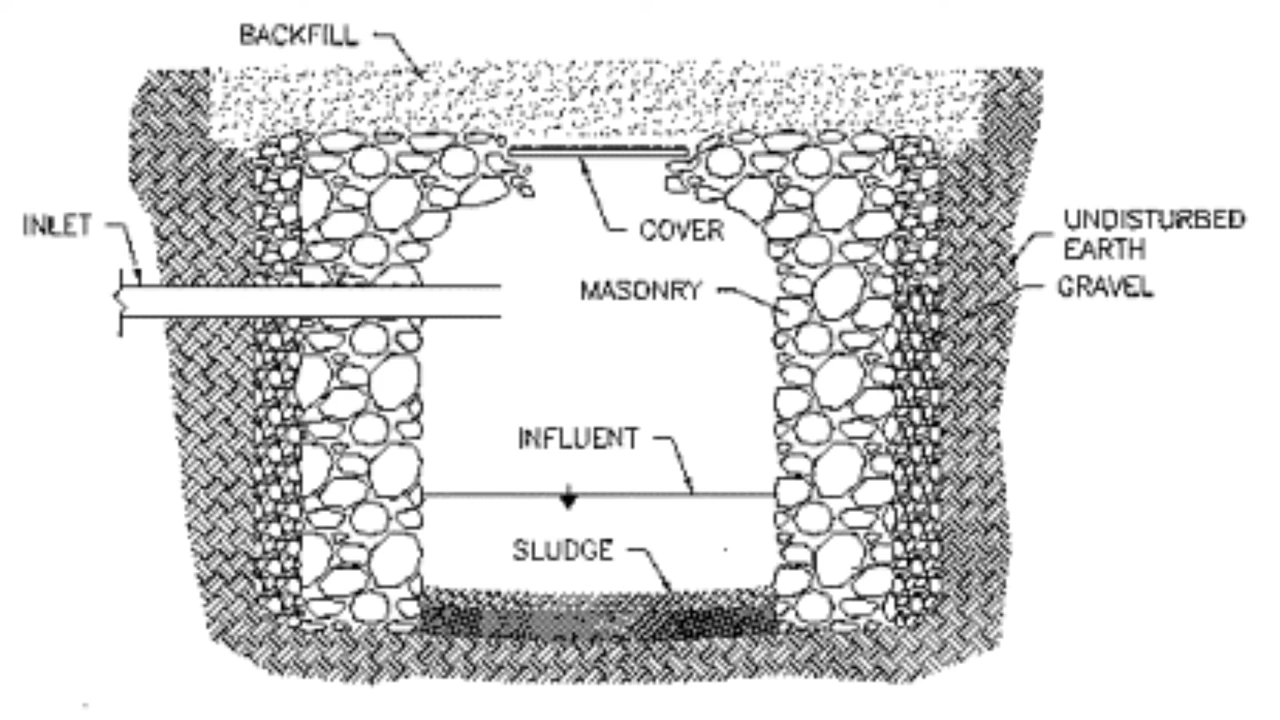 BACKFILL
INLET
COVER
UNDISTURBED
EARTH
MASONRY
GRAVEL
INFLUENT
SLUDGE